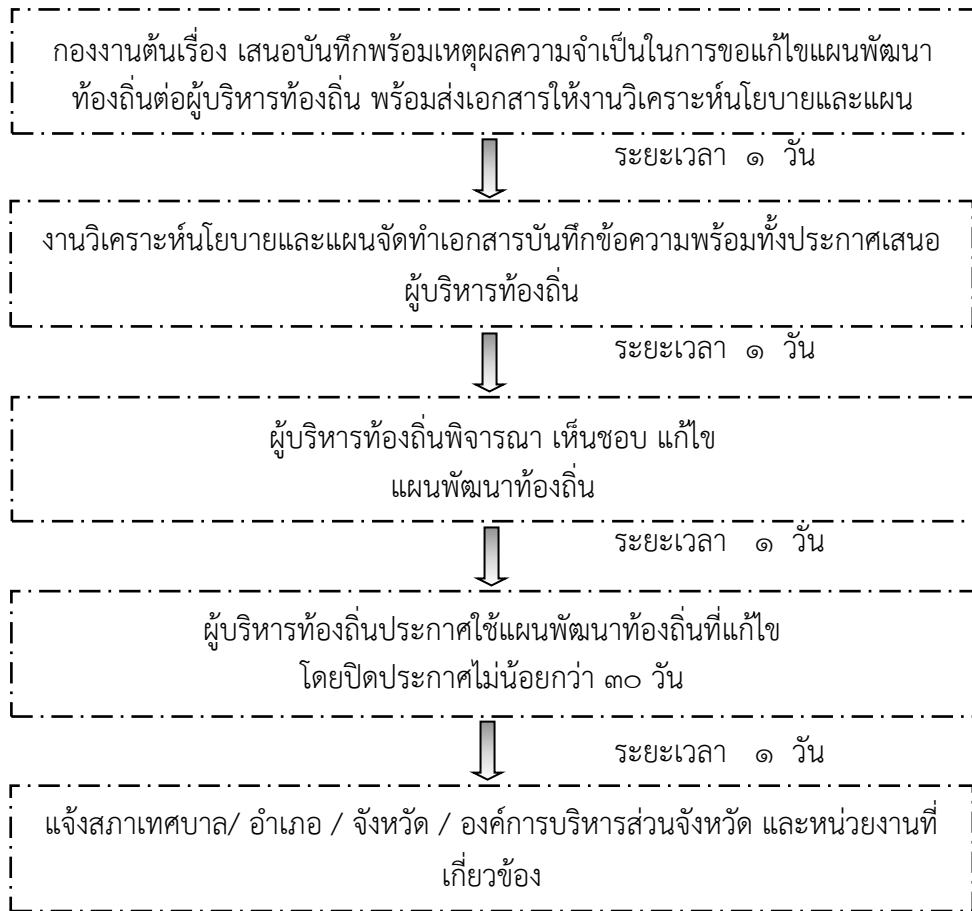 กองงานต้นเรื่อง เสนอบันทึกพร้อมเหตุผลความจำเป็นในการขอแก้ไขแผนพัฒนา
ท้องถิ่นต่อผู้บริหารท้องถิ่น พร้อมส่งเอกสารให้งานวิเคราะห์นโยบายและแผน
ระยะเวลา ๑ วัน
งานวิเคราะห์นโยบายและแผนจัดทำเอกสารบันทึกข้อความพร้อมทั้งประกาศเสนอ
ผู้บริหารท้องถิ่น
ระยะเวลา ๑ วัน
ผู้บริหารท้องถิ่นพิจารณา เห็นชอบ แก้ไข
แผนพัฒนาท้องถิ่น
ระยะเวลา ๑ วัน
ผู้บริหารท้องถิ่นประกาศใช้แผนพัฒนาท้องถิ่นที่แก้ไข
โดยปิดประกาศไม่น้อยกว่า ๓๐ วัน
ระยะเวลา ๑ วัน
แจ้งสภาเทศบาล/ อำเภอ / จังหวัด / องค์การบริหารส่วนจังหวัด และหน่วยงานที่
เกี่ยวข้อง